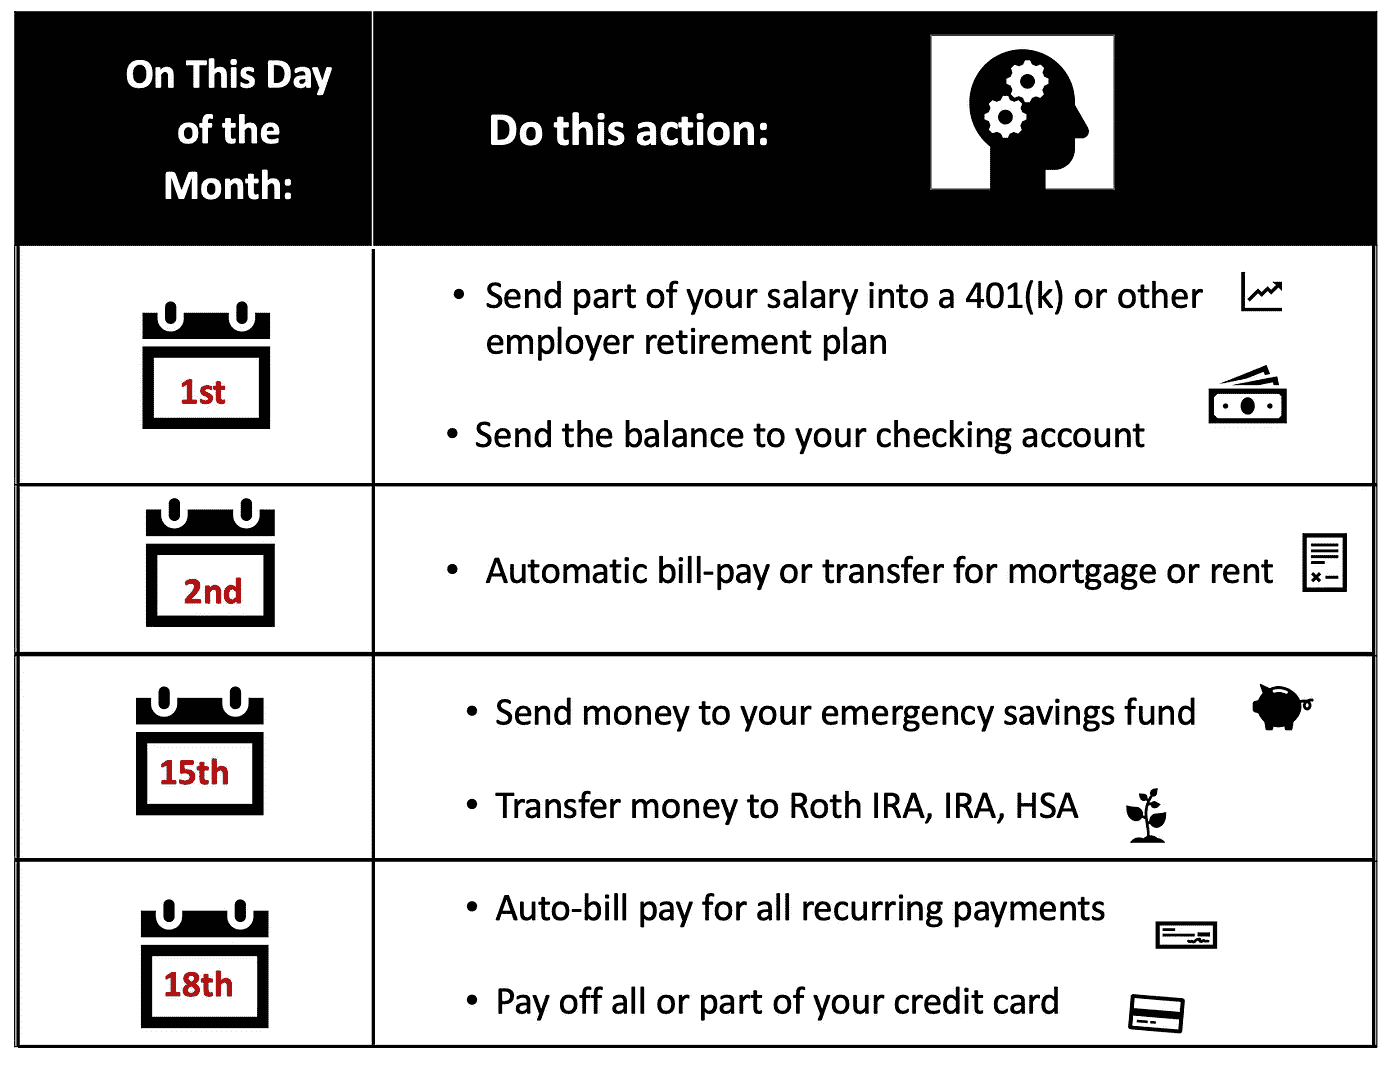 On This Day
of the
Month:
Do this action:
1st
• Send part of your salary into a 401(k) or other
employer retirement plan
• Send the balance to your checking account
2nd
• Automatic bill-pay or transfer for mortgage or rent
15th
• Send money to your emergency savings fund
• Transfer money to Roth IRA, IRA, HSA
18th
• Auto-bill pay for all recurring payments
• Pay off all or part of your credit card